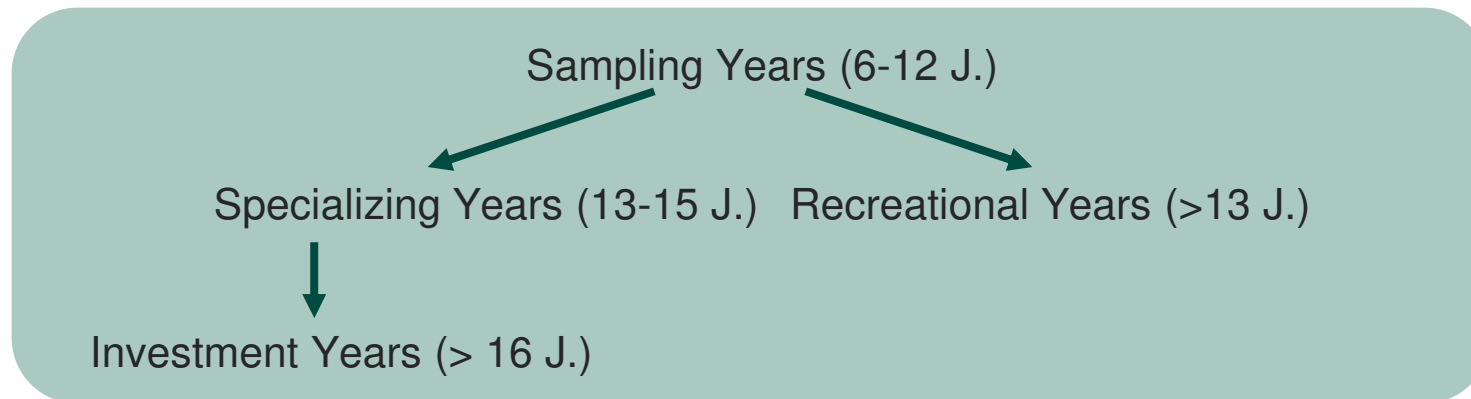 Sampling Years (6-12 J.)
Specializing Years (13-15 J.) Recreational Years (>13 J.)
Investment Years (> 16 J.)